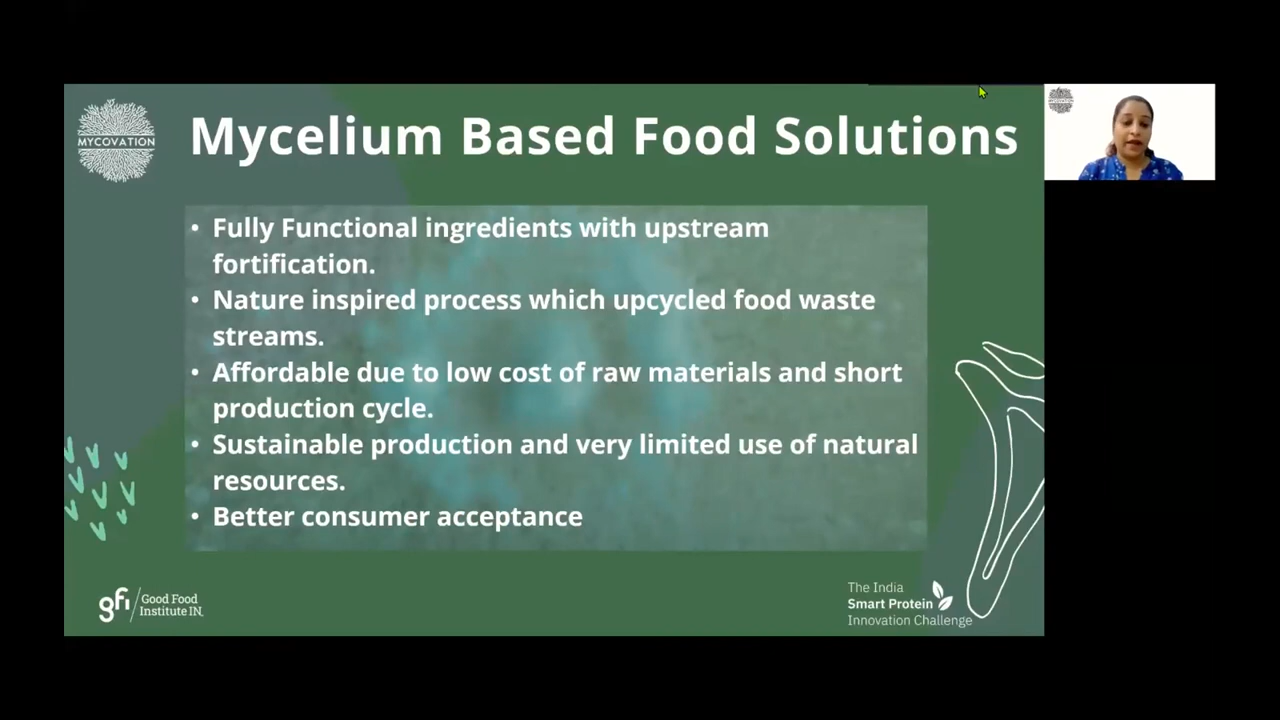 MYCOVATION
Mycelium Based Food Solutions
• Fully Functional ingredients with upstream
fortification.
• Nature inspired process which upcycled food waste
streams.
• Affordable due to low cost of raw materials and short
production cycle.
• Sustainable production and very limited use of natural
resources.
• Better consumer acceptance
gfi Good Food
Institute IN.
The India
Smart Protein
Innovation Challenge